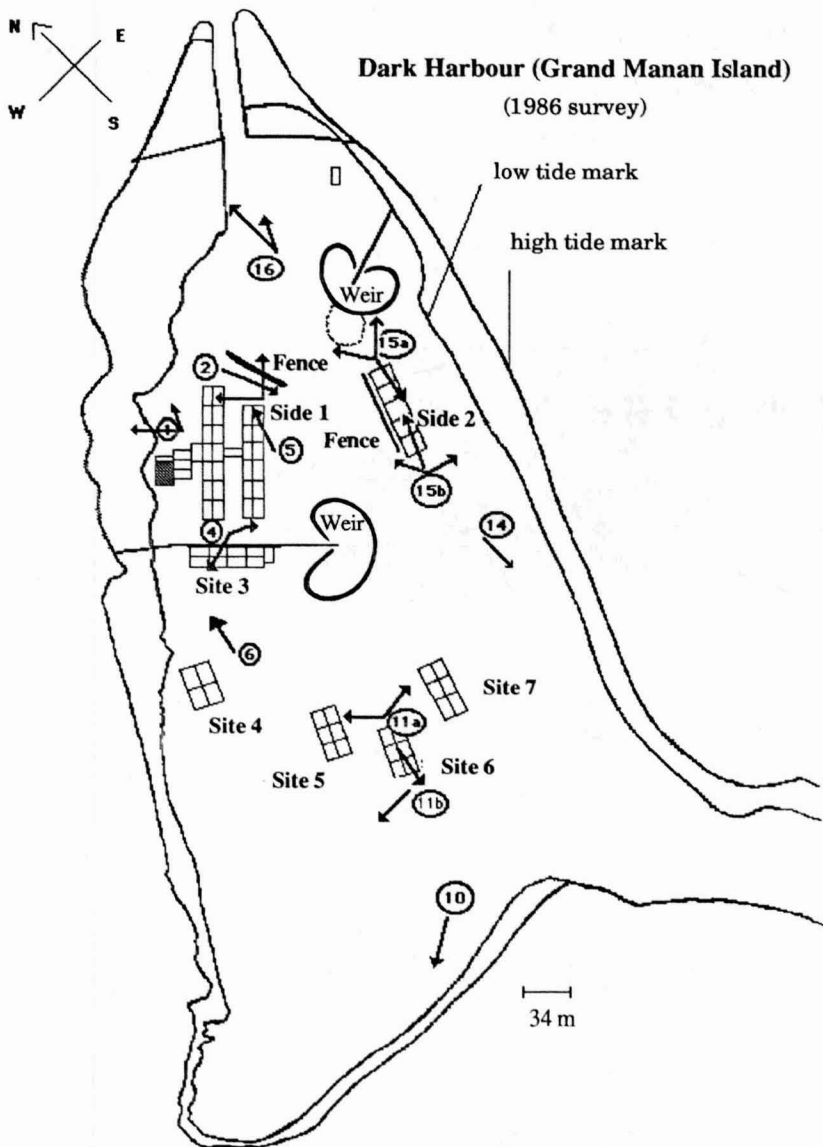 N
E
W
S
Dark Harbour (Grand Manan Island)
(1986 survey)
low tide mark
high tide mark
16
Weir
15a
2
Fence
Side 1
Side 2
1
Fence
5
15b
4
Weir
14
Site 3
6
Site 7
Site 4
11a
Site 5
Site 6
11b
10
34 m